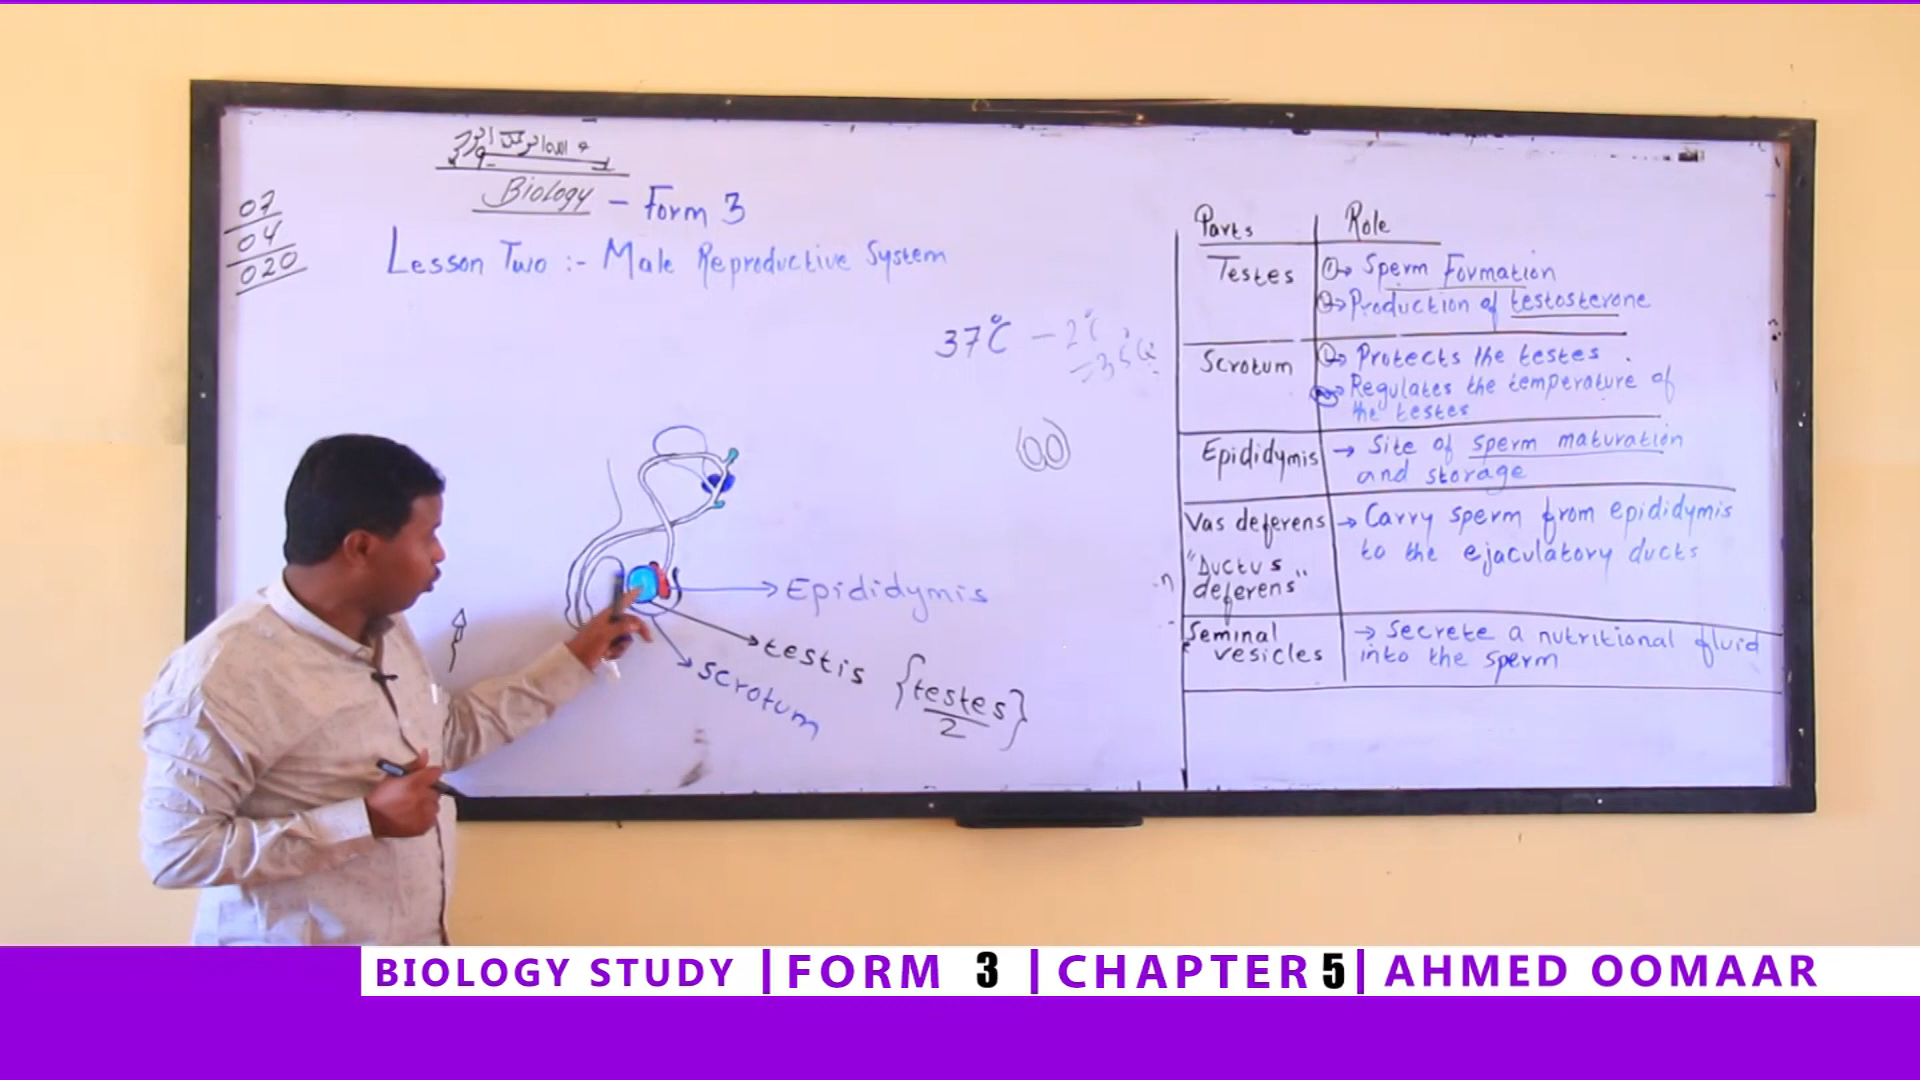 Biology - Form 3
07
04
020
Lesson Two :- Male Reproductive System
37°C - 2°C
Epididymis
testis {testes}
2
scrotum
Parts Role
Testes ① → Sperm Formation
② → Production of testosterone
Scrotum ① → Protects the testes .
→ Regulates the temperature of
the testes
Epididymis → Site of sperm maturation
and storage
Vas deferens → Carry sperm from epididymis
to the ejaculatory ducts
"Ductus
deferens"
Seminal
vesicles
→ Secrete a nutritional fluid
into the sperm
BIOLOGY STUDY | FORM 3 | CHAPTER 5 | AHMED OOMAAR